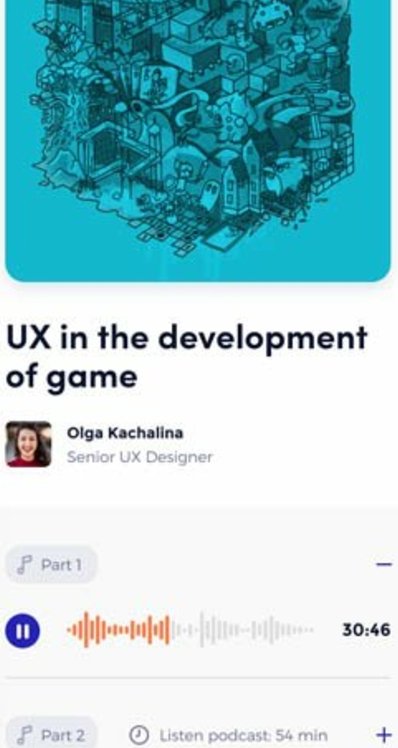 UX in the development
of game
Olga Kachalina
Senior UX Designer
Part 1
30:46
Part 2
Listen podcast: 54 min